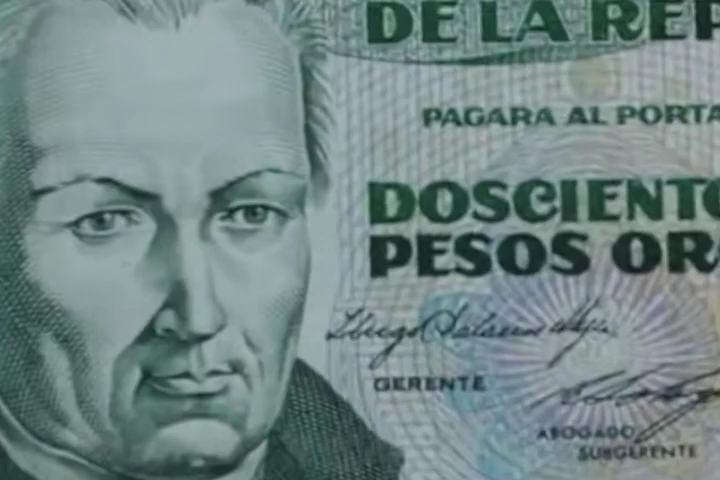 DE LA REP
PAGARA AL PORTA
DOSCIENTO
PESOS OR
GERENTE
ABOGADO
SUBGERENTE